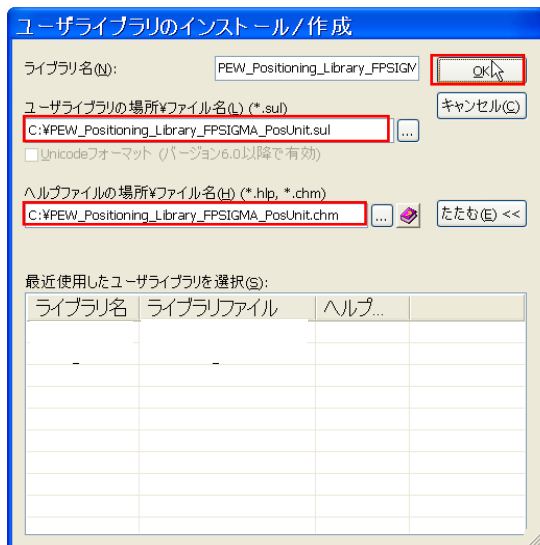 ユーザライブラリのインストール/作成
ライブラリ名(N): PEW_Positioning_Library_FPSIGM OK
ユーザライブラリの場所¥ファイル名(L) (*.sul) キャンセル(C)
C:¥PEW_Positioning_Library_FPSIGMA_PosUnit.sul ...
Unicodeフォーマット (バージョン6.0以降で有効)
ヘルプファイルの場所¥ファイル名(H) (*.hlp, *.chm)
C:¥PEW_Positioning_Library_FPSIGMA_PosUnit.chm ... たたむ(E) <<
最近使用したユーザライブラリを選択(S):
ライブラリ名 ライブラリファイル ヘルプ...